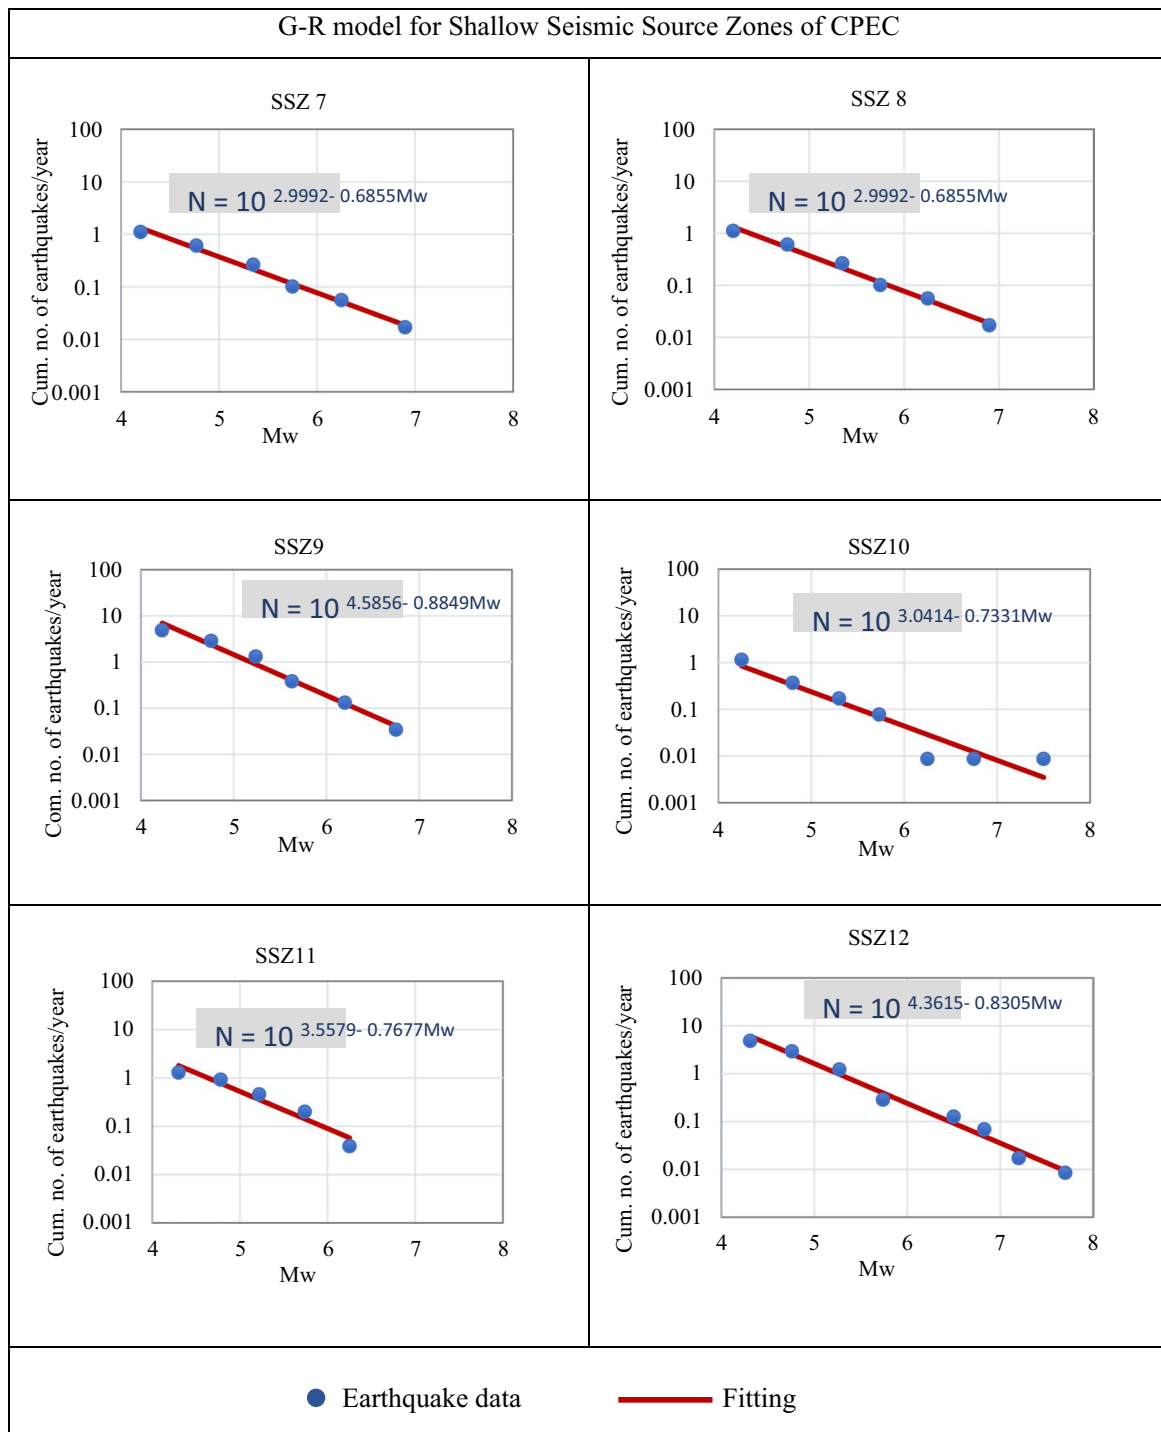 G-R model for Shallow Seismic Source Zones of CPEC
SSZ 7
Cum. no. of earthquakes/year
100
10
1
0.1
0.01
0.001
N = 10 2.9992- 0.6855Mw
4 5 6 7 8
Mw
SSZ 8
Cum. no. of earthquakes/year
100
10
1
0.1
0.01
0.001
N = 10 2.9992- 0.6855Mw
4 5 6 7 8
Mw
SSZ9
Com. no. of earthquakes/year
100
10
1
0.1
0.01
0.001
N = 10 4.5856- 0.8849Mw
4 5 6 7 8
Mw
SSZ10
Cum. no. of earthquakes/year
100
10
1
0.1
0.01
0.001
N = 10 3.0414- 0.7331Mw
4 5 6 7 8
Mw
SSZ11
Cum. no. of earthquakes/year
100
10
1
0.1
0.01
0.001
N = 10 3.5579- 0.7677Mw
4 5 6 7 8
Mw
SSZ12
Cum. no. of earthquakes/year
100
10
1
0.1
0.01
0.001
N = 10 4.3615- 0.8305Mw
4 5 6 7 8
Mw
Earthquake data Fitting